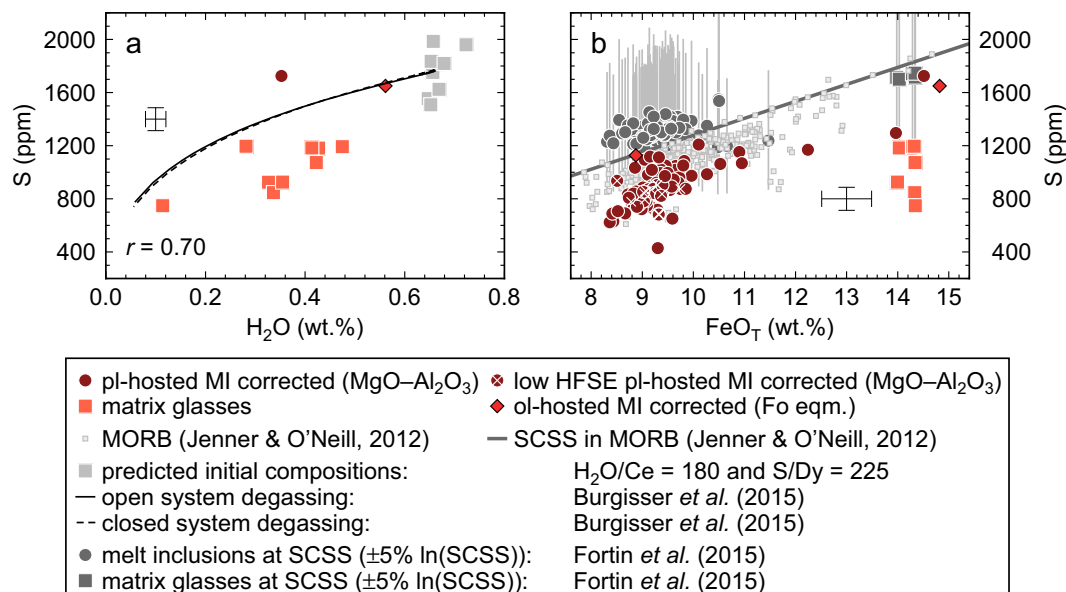 a
b
2000
1600
1200
800
400
S (ppm)
r = 0.70
0.0
0.2
0.4
0.6
0.8
H₂O (wt.%)
8
9
10
11
12
13
14
15
FeO_T (wt.%)
2000
1600
1200
800
400
S (ppm)
pl-hosted MI corrected (MgO–Al₂O₃)
low HFSE pl-hosted MI corrected (MgO–Al₂O₃)
matrix glasses
ol-hosted MI corrected (Fo eqm.)
MORB (Jenner & O'Neill, 2012)
SCSS in MORB (Jenner & O'Neill, 2012)
predicted initial compositions: H₂O/Ce = 180 and S/Dy = 225
open system degassing: Burgisser et al. (2015)
closed system degassing: Burgisser et al. (2015)
melt inclusions at SCSS (±5% ln(SCSS)): Fortin et al. (2015)
matrix glasses at SCSS (±5% ln(SCSS)): Fortin et al. (2015)